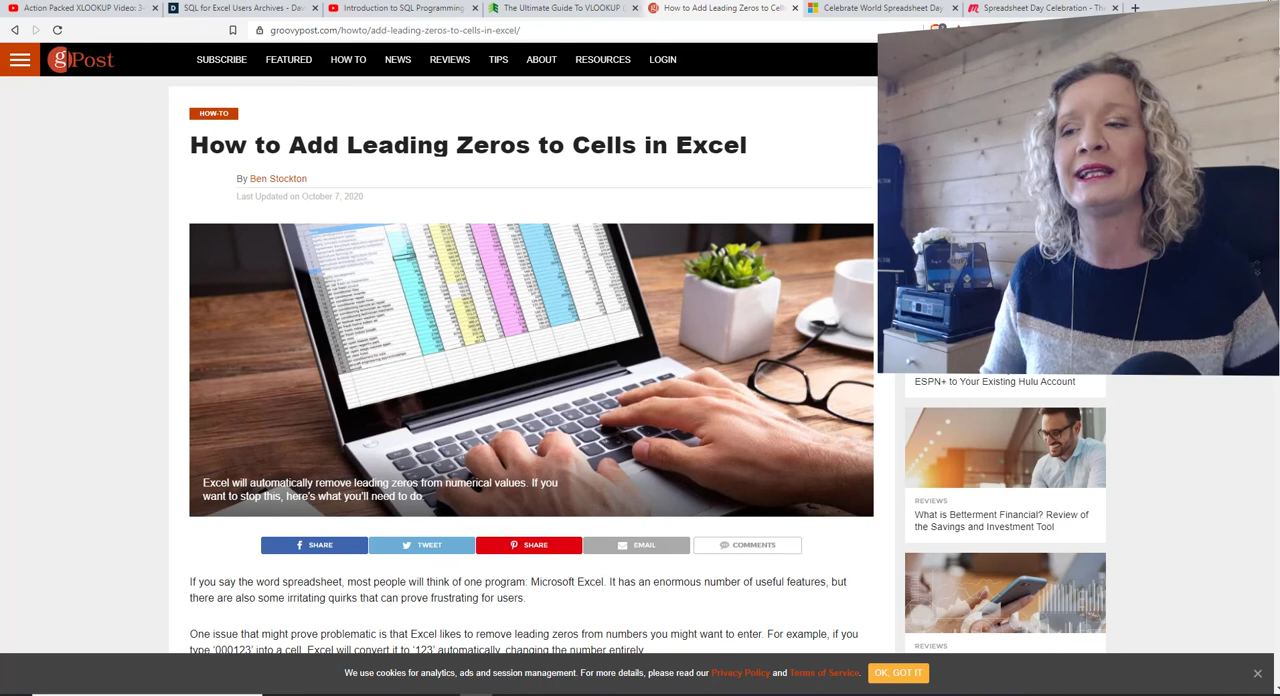 Action Packed XLOOKUP Video: 3
SQL for Excel Users Archives - Dav
Introduction to SQL Programming
The Ultimate Guide To VLOOKUP (
How to Add Leading Zeros to Cells
Celebrate World Spreadsheet Day
Spreadsheet Day Celebration - Th
groovypost.com/howto/add-leading-zeros-to-cells-in-excel/
gPost
SUBSCRIBE FEATURED HOW TO NEWS REVIEWS TIPS ABOUT RESOURCES LOGIN
HOW-TO
How to Add Leading Zeros to Cells in Excel
By Ben Stockton
Last Updated on October 7, 2020
Excel will automatically remove leading zeros from numerical values. If you
want to stop this, here's what you'll need to do
SHARE TWEET SHARE EMAIL COMMENTS
If you say the word spreadsheet, most people will think of one program: Microsoft Excel. It has an enormous number of useful features, but
there are also some irritating quirks that can prove frustrating for users.
One issue that might prove problematic is that Excel likes to remove leading zeros from numbers you might want to enter. For example, if you
type '000123' into a cell, Excel will convert it to '123' automatically, changing the number entirely.
ESPN+ to Your Existing Hulu Account
REVIEWS
What is Betterment Financial? Review of
the Savings and Investment Tool
REVIEWS
We use cookies for analytics, ads and session management. For more details, please read our Privacy Policy and Terms of Service. OK, GOT IT